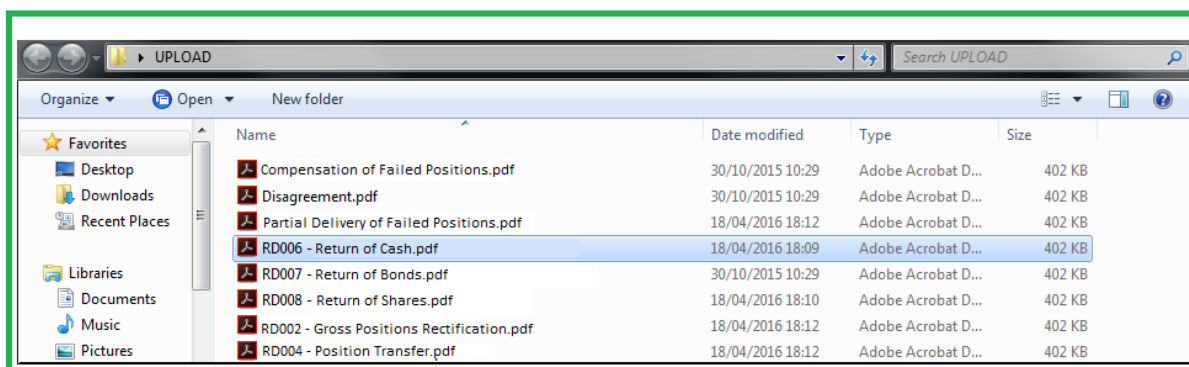 UPLOAD Search UPLOAD
Organize Open New folder
Favorites
Desktop
Downloads
Recent Places
Libraries
Documents
Music
Pictures
Name Date modified Type Size
Compensation of Failed Positions.pdf 30/10/2015 10:29 Adobe Acrobat D... 402 KB
Disagreement.pdf 30/10/2015 10:29 Adobe Acrobat D... 402 KB
Partial Delivery of Failed Positions.pdf 18/04/2016 18:12 Adobe Acrobat D... 402 KB
RD006 - Return of Cash.pdf 18/04/2016 18:09 Adobe Acrobat D... 402 KB
RD007 - Return of Bonds.pdf 30/10/2015 10:29 Adobe Acrobat D... 402 KB
RD008 - Return of Shares.pdf 18/04/2016 18:10 Adobe Acrobat D... 402 KB
RD002 - Gross Positions Rectification.pdf 18/04/2016 18:12 Adobe Acrobat D... 402 KB
RD004 - Position Transfer.pdf 18/04/2016 18:12 Adobe Acrobat D... 402 KB